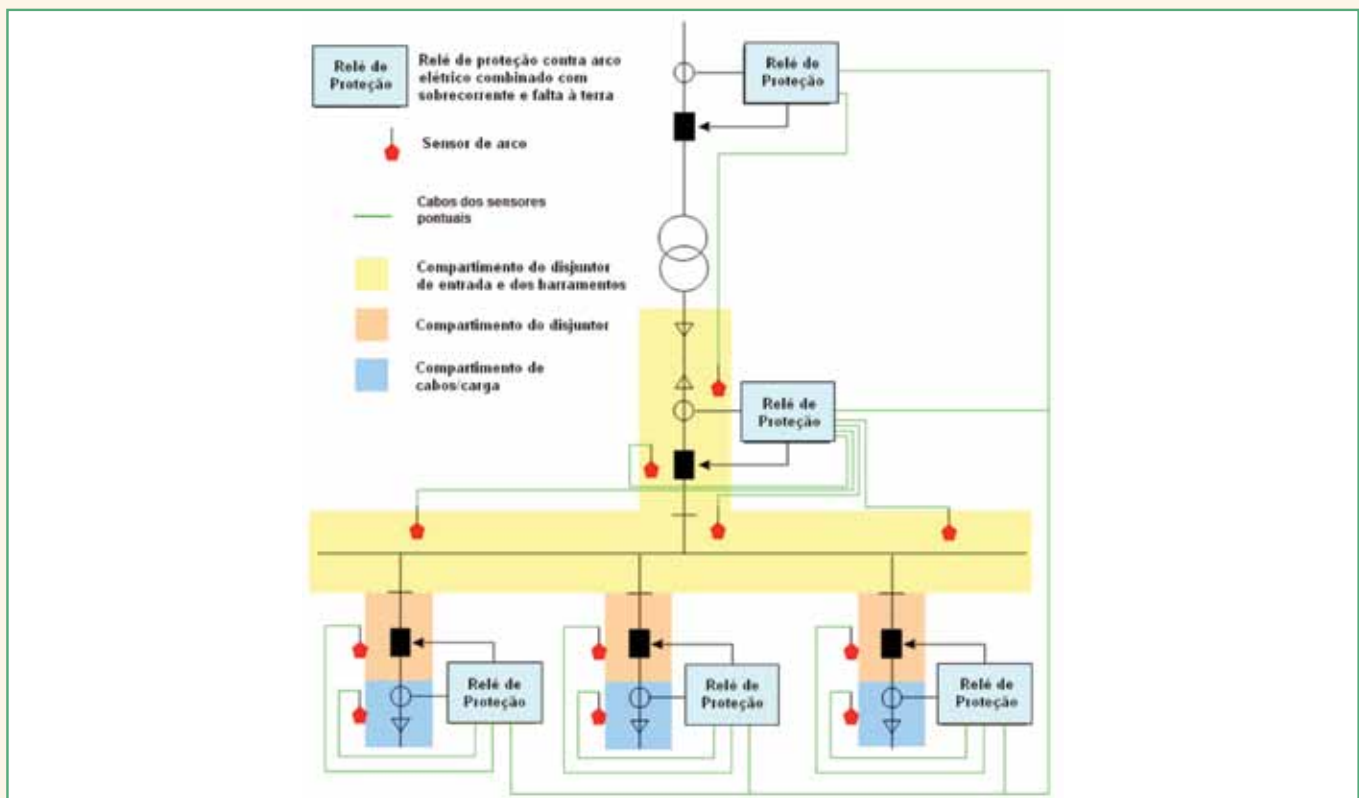 Relé de
Proteção
Relé de proteção contra arco
elétrico combinado com
sobrecorrente e falta à terra
Relé de
Proteção
Sensor de arco
Cabos dos sensores
pontuais
Compartimento do disjuntor
de entrada e dos barramentos
Compartimento do disjuntor
Compartimento de
cabos/carga
Relé de
Proteção
Relé de
Proteção
Relé de
Proteção
Relé de
Proteção